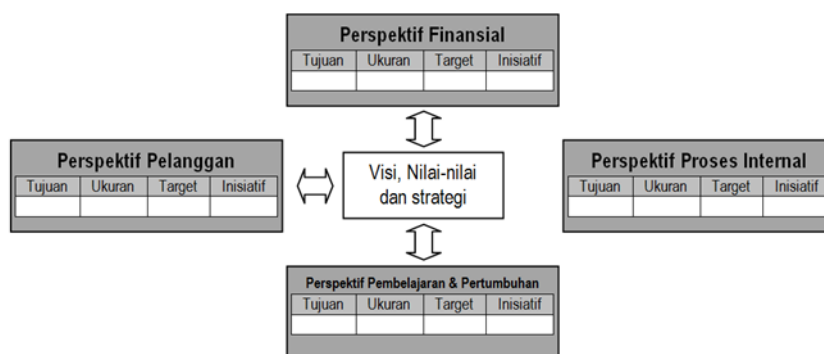 Perspektif Finansial
Tujuan Ukuran Target Inisiatif
Perspektif Pelanggan
Tujuan Ukuran Target Inisiatif
Visi, Nilai-nilai
dan strategi
Perspektif Proses Internal
Tujuan Ukuran Target Inisiatif
Perspektif Pembelajaran & Pertumbuhan
Tujuan Ukuran Target Inisiatif